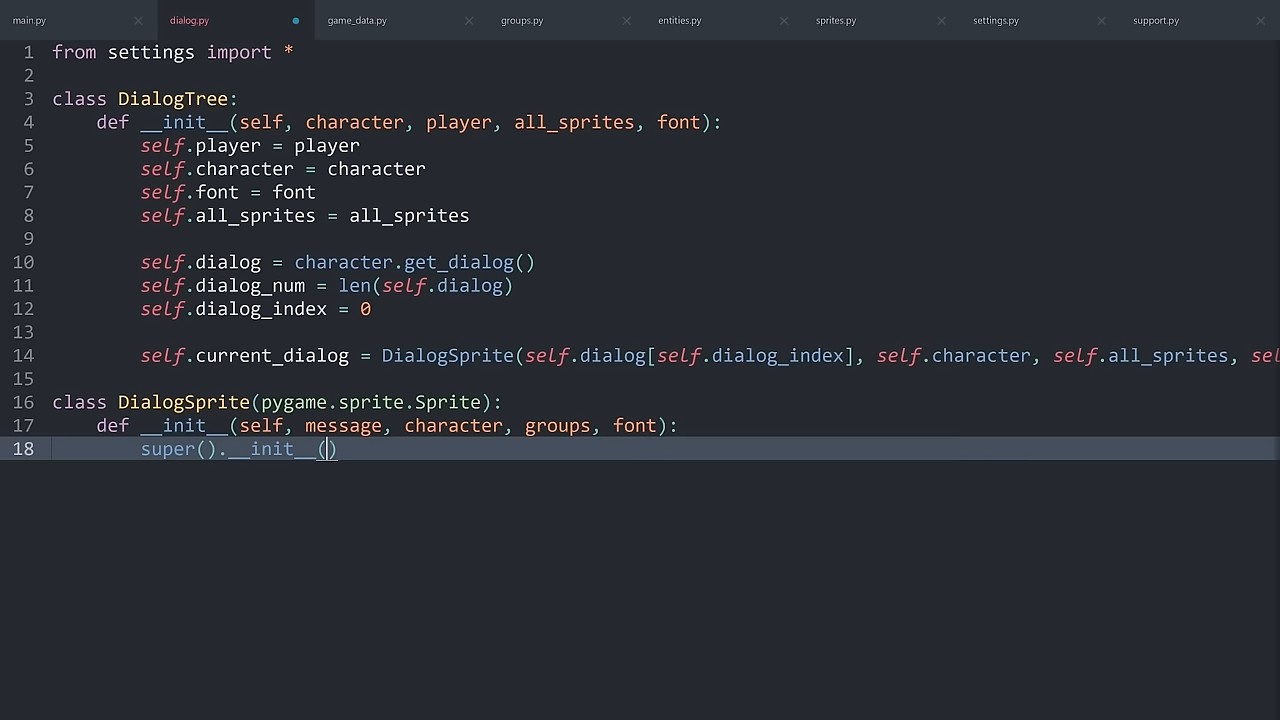 main.py dialog.py game_data.py groups.py entities.py sprites.py settings.py support.py
1 from settings import *
2
3 class DialogTree:
4     def __init__(self, character, player, all_sprites, font):
5         self.player = player
6         self.character = character
7         self.font = font
8         self.all_sprites = all_sprites
9
10         self.dialog = character.get_dialog()
11         self.dialog_num = len(self.dialog)
12         self.dialog_index = 0
13
14         self.current_dialog = DialogSprite(self.dialog[self.dialog_index], self.character, self.all_sprites, sel
15
16 class DialogSprite(pygame.sprite.Sprite):
17     def __init__(self, message, character, groups, font):
18         super().__init__()